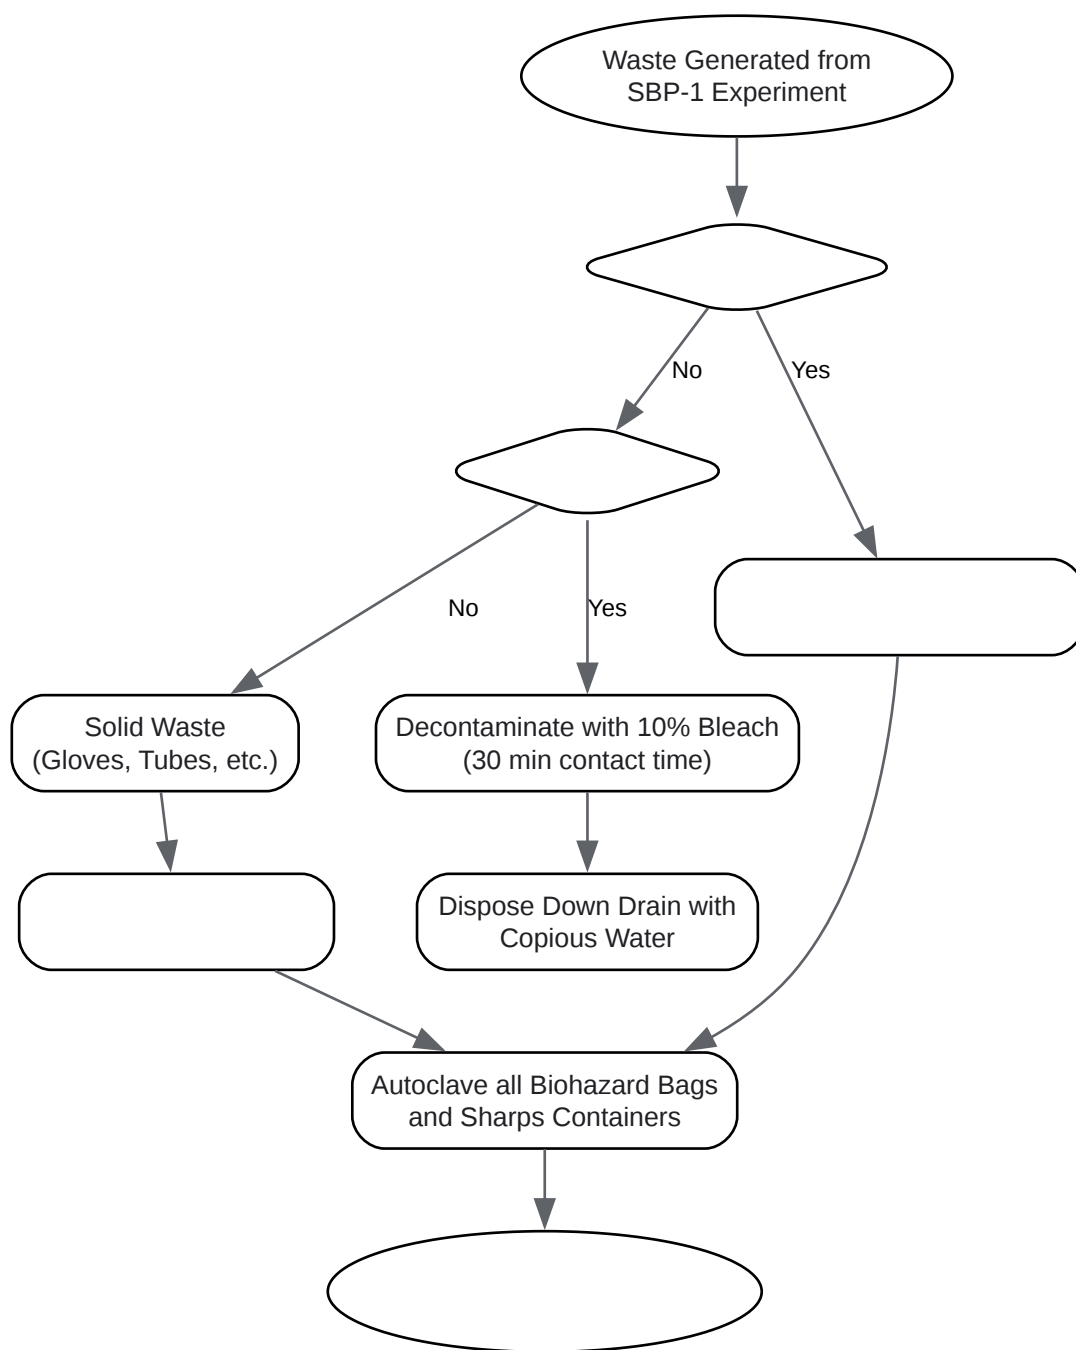 Waste Generated from
SBP-1 Experiment
No
Yes
No
Yes
Solid Waste
(Gloves, Tubes, etc.)
Decontaminate with 10% Bleach
(30 min contact time)
Dispose Down Drain with
Copious Water
Autoclave all Biohazard Bags
and Sharps Containers